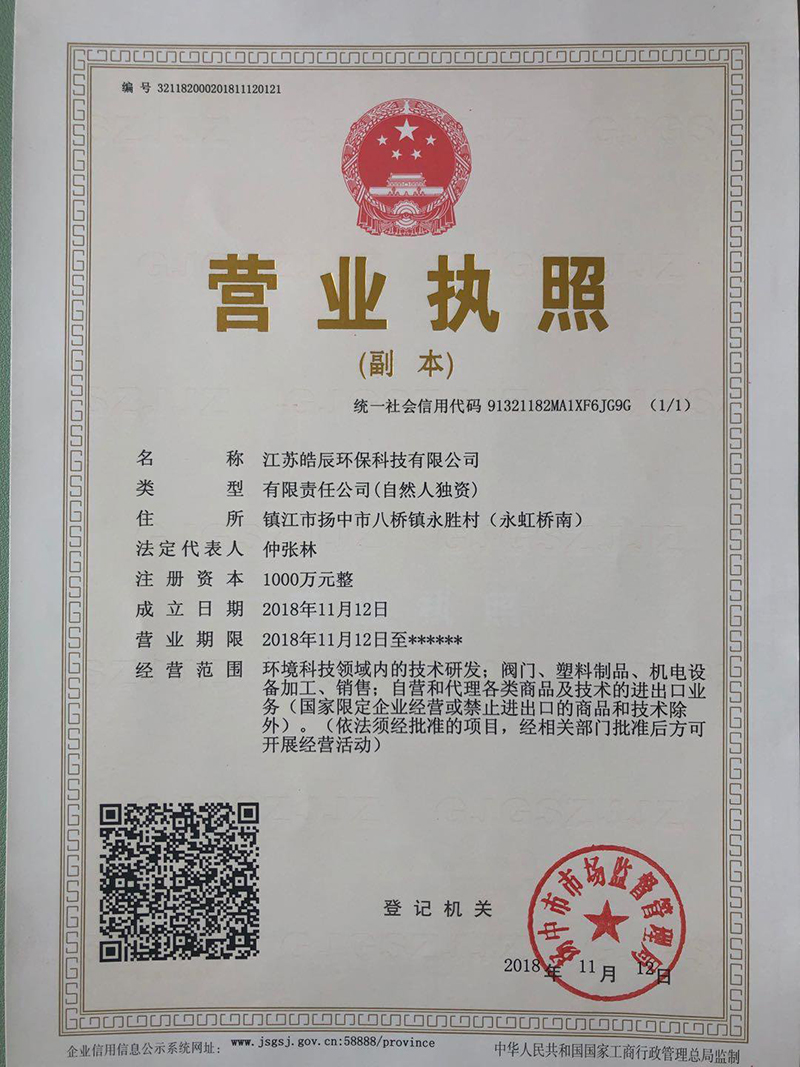 编 号 321182000201811120121
营业执照
(副 本)
统一社会信用代码 91321182MA1XF6JG9G (1/1)
名 称 江苏皓辰环保科技有限公司
类 型 有限责任公司(自然人独资)
住 所 镇江市扬中市八桥镇永胜村（永虹桥南）
法定代表人 仲张林
注册资本 1000万元整
成立日期 2018年11月12日
营业期限 2018年11月12日至******
经营范围 环境科技领域内的技术研发；阀门、塑料制品、机电设
备加工、销售；自营和代理各类商品及技术的进出口业
务（国家限定企业经营或禁止进出口的商品和技术除
外）。（依法须经批准的项目，经相关部门批准后方可
开展经营活动）
登记机关
扬中市市场监督管理局
2018年 11月 12日
企业信用信息公示系统网址： www.jsgsj.gov.cn:58888/province
中华人民共和国国家工商行政管理总局监制